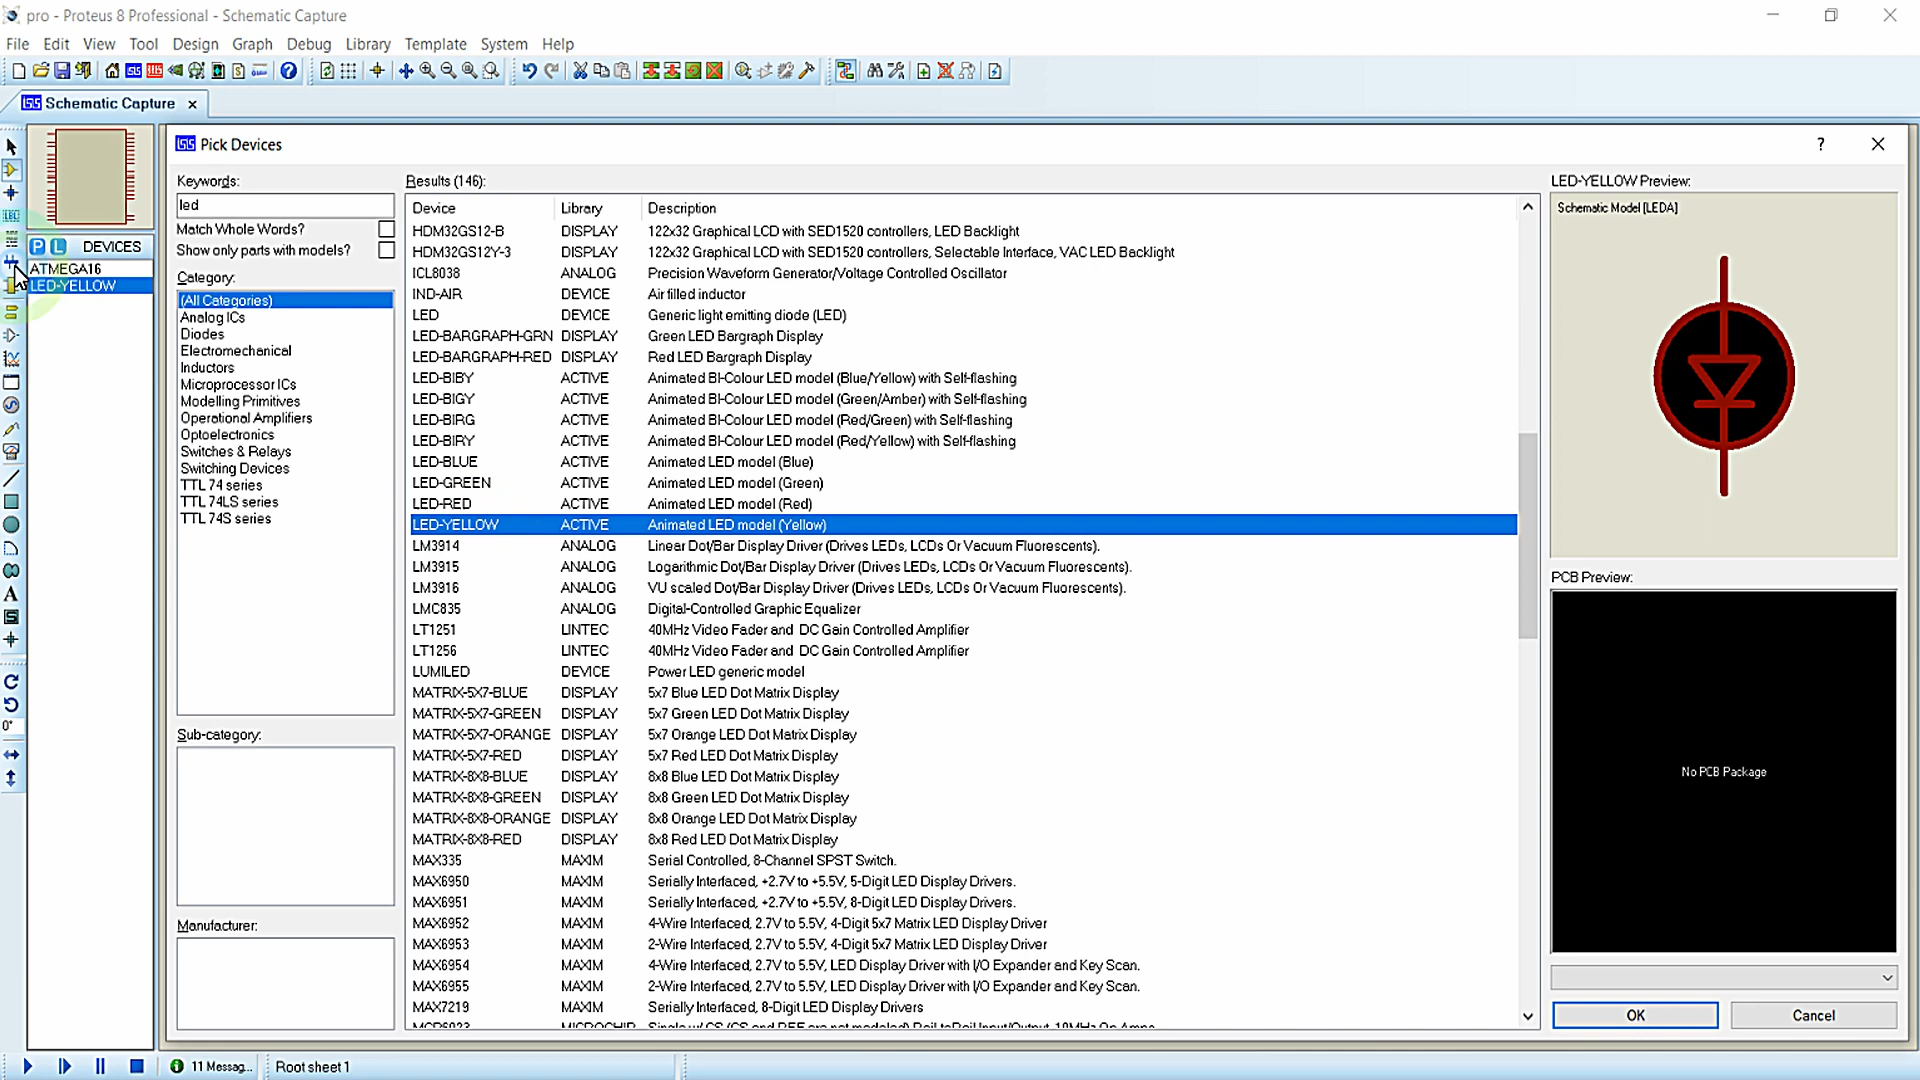 pro - Proteus 8 Professional - Schematic Capture
File Edit View Tool Design Graph Debug Library Template System Help
Schematic Capture
Pick Devices
DEVICES
ATMEGA16
LED-YELLOW
Keywords:
led
Match Whole Words?
Show only parts with models?
Category:
(All Categories)
Analog ICs
Diodes
Electromechanical
Inductors
Microprocessor ICs
Modelling Primitives
Operational Amplifiers
Optoelectronics
Switches & Relays
Switching Devices
TTL 74 series
TTL 74LS series
TTL 74S series
Sub-category:
Manufacturer:
Results (146):
Device Library Description
HDM32GS12-B DISPLAY 122x32 Graphical LCD with SED1520 controllers, LED Backlight
HDM32GS12Y-3 DISPLAY 122x32 Graphical LCD with SED1520 controllers, Selectable Interface, VAC LED Backlight
ICL8038 ANALOG Precision Waveform Generator/Voltage Controlled Oscillator
IND-AIR DEVICE Air filled inductor
LED DEVICE Generic light emitting diode (LED)
LED-BARGRAPH-GRN DISPLAY Green LED Bargraph Display
LED-BARGRAPH-RED DISPLAY Red LED Bargraph Display
LED-BIBY ACTIVE Animated BI-Colour LED model (Blue/Yellow) with Self-flashing
LED-BIGY ACTIVE Animated BI-Colour LED model (Green/Amber) with Self-flashing
LED-BIRG ACTIVE Animated BI-Colour LED model (Red/Green) with Self-flashing
LED-BIRY ACTIVE Animated BI-Colour LED model (Red/Yellow) with Self-flashing
LED-BLUE ACTIVE Animated LED model (Blue)
LED-GREEN ACTIVE Animated LED model (Green)
LED-RED ACTIVE Animated LED model (Red)
LED-YELLOW ACTIVE Animated LED model (Yellow)
LM3914 ANALOG Linear Dot/Bar Display Driver (Drives LEDs, LCDs Or Vacuum Fluorescents).
LM3915 ANALOG Logarithmic Dot/Bar Display Driver (Drives LEDs, LCDs Or Vacuum Fluorescents).
LM3916 ANALOG VU scaled Dot/Bar Display Driver (Drives LEDs, LCDs Or Vacuum Fluorescents).
LMC835 ANALOG Digital-Controlled Graphic Equalizer
LT1251 LINTEC 40MHz Video Fader and DC Gain Controlled Amplifier
LT1256 LINTEC 40MHz Video Fader and DC Gain Controlled Amplifier
LUMILED DEVICE Power LED generic model
MATRIX-5X7-BLUE DISPLAY 5x7 Blue LED Dot Matrix Display
MATRIX-5X7-GREEN DISPLAY 5x7 Green LED Dot Matrix Display
MATRIX-5X7-ORANGE DISPLAY 5x7 Orange LED Dot Matrix Display
MATRIX-5X7-RED DISPLAY 5x7 Red LED Dot Matrix Display
MATRIX-8X8-BLUE DISPLAY 8x8 Blue LED Dot Matrix Display
MATRIX-8X8-GREEN DISPLAY 8x8 Green LED Dot Matrix Display
MATRIX-8X8-ORANGE DISPLAY 8x8 Orange LED Dot Matrix Display
MATRIX-8X8-RED DISPLAY 8x8 Red LED Dot Matrix Display
MAX335 MAXIM Serial Controlled, 8-Channel SPST Switch.
MAX6950 MAXIM Serially Interfaced, +2.7V to +5.5V, 5-Digit LED Display Drivers.
MAX6951 MAXIM Serially Interfaced, +2.7V to +5.5V, 8-Digit LED Display Drivers.
MAX6952 MAXIM 4-Wire Interfaced, 2.7V to 5.5V, 4-Digit 5x7 Matrix LED Display Driver
MAX6953 MAXIM 2-Wire Interfaced, 2.7V to 5.5V, 4-Digit 5x7 Matrix LED Display Driver
MAX6954 MAXIM 4-Wire Interfaced, 2.7V to 5.5V, LED Display Driver with I/O Expander and Key Scan.
MAX6955 MAXIM 2-Wire Interfaced, 2.7V to 5.5V, LED Display Driver with I/O Expander and Key Scan.
MAX7219 MAXIM Serially Interfaced, 8-Digit LED Display Drivers
LED-YELLOW Preview:
Schematic Model [LEDA]
PCB Preview:
No PCB Package
OK Cancel
0°
11 Messag... Root sheet 1